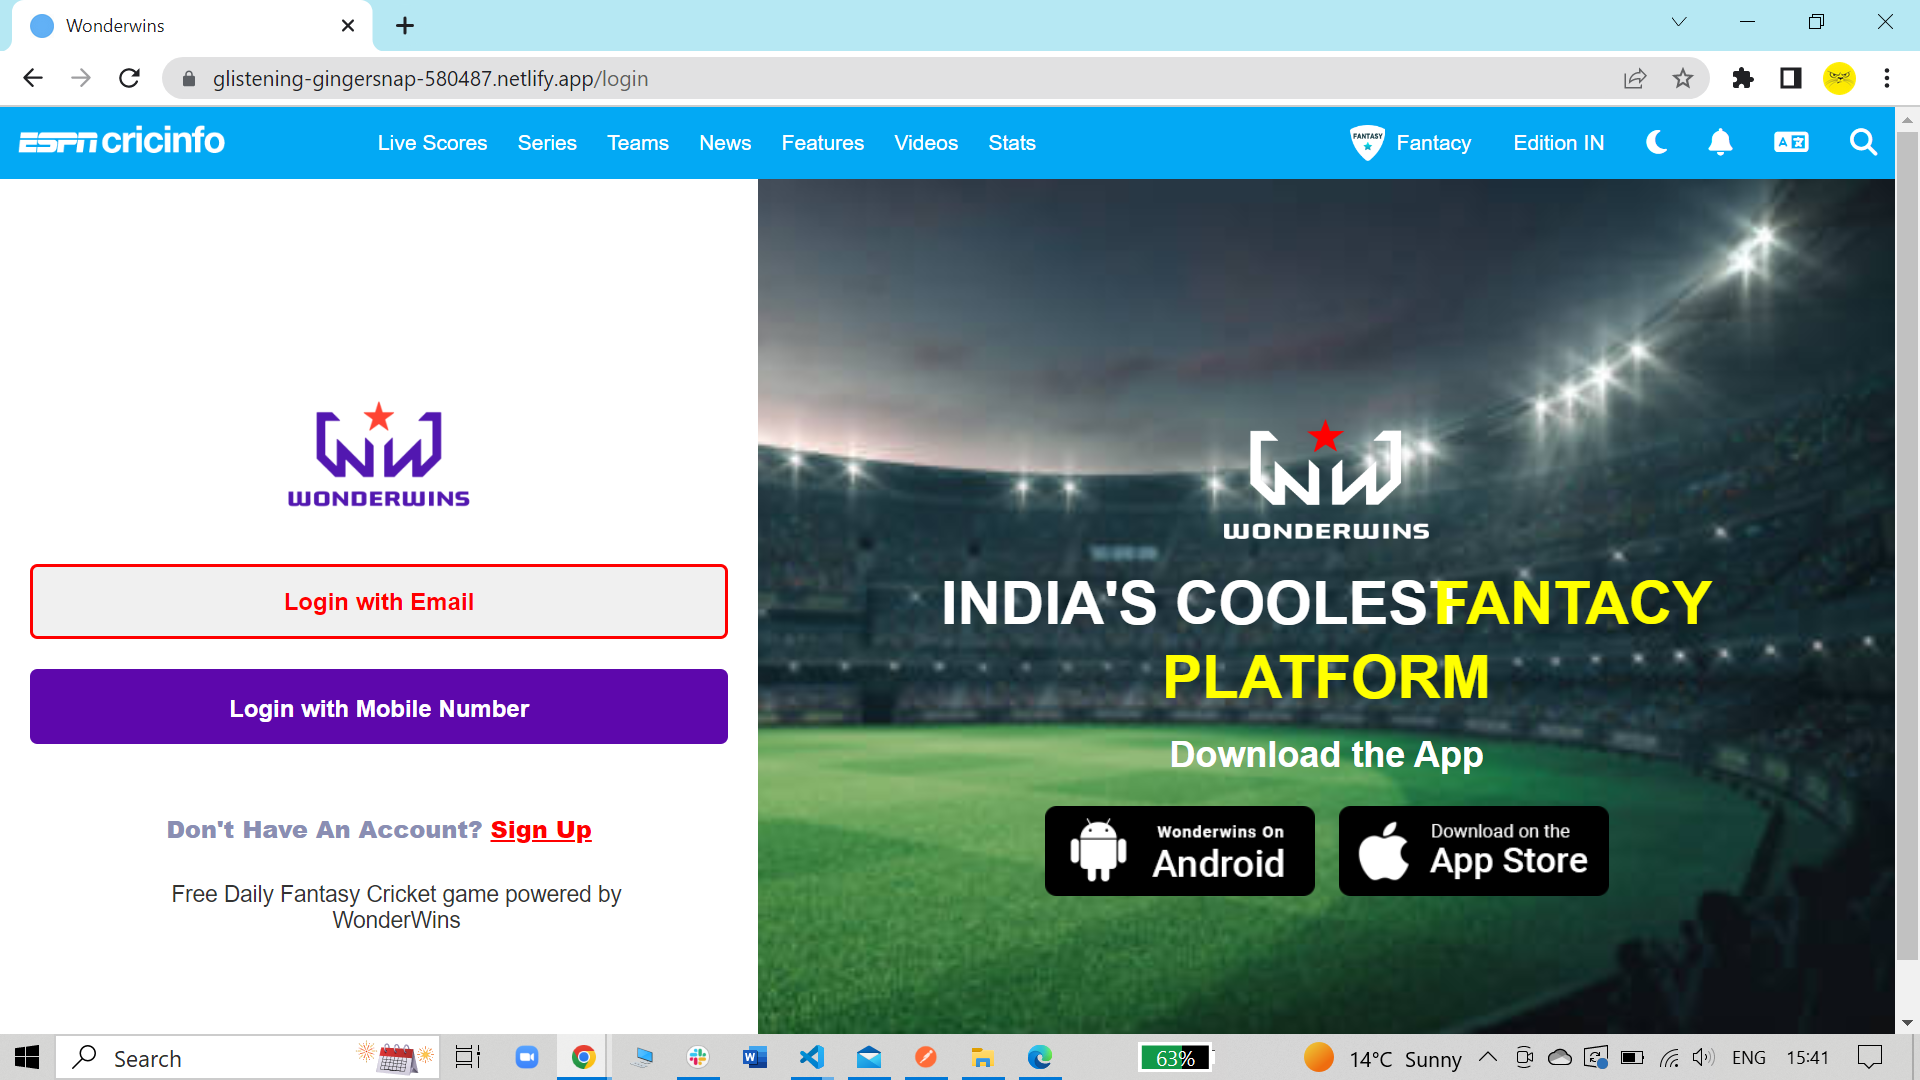 Wonderwins
glistening-gingersnap-580487.netlify.app/login
ESPN cricinfo
Live Scores Series Teams News Features Videos Stats
FANTASY Fantacy Edition IN
WONDERWINS
Login with Email
Login with Mobile Number
Don't Have An Account? Sign Up
Free Daily Fantasy Cricket game powered by
WonderWins
WONDERWINS
INDIA'S COOLEST FANTACY
PLATFORM
Download the App
Wonderwins On
Android
Download on the
App Store
Search
63%
14°C Sunny
ENG
15:41